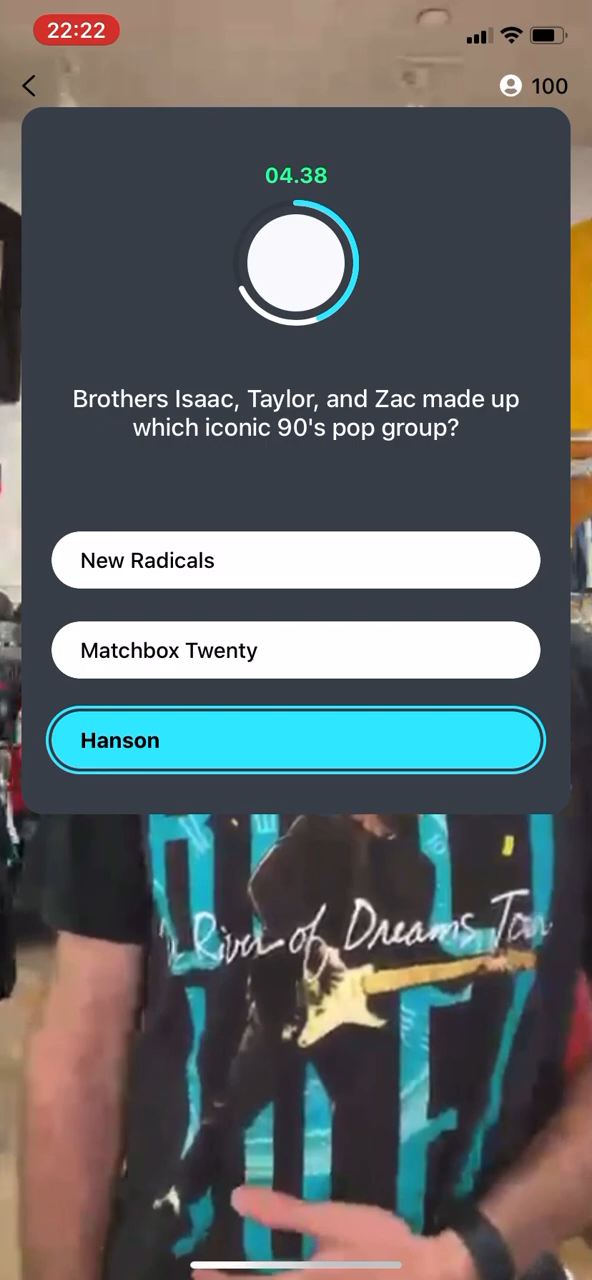 22:22
100
04.38
Brothers Isaac, Taylor, and Zac made up
which iconic 90's pop group?
New Radicals
Matchbox Twenty
Hanson
River of Dreams Tour